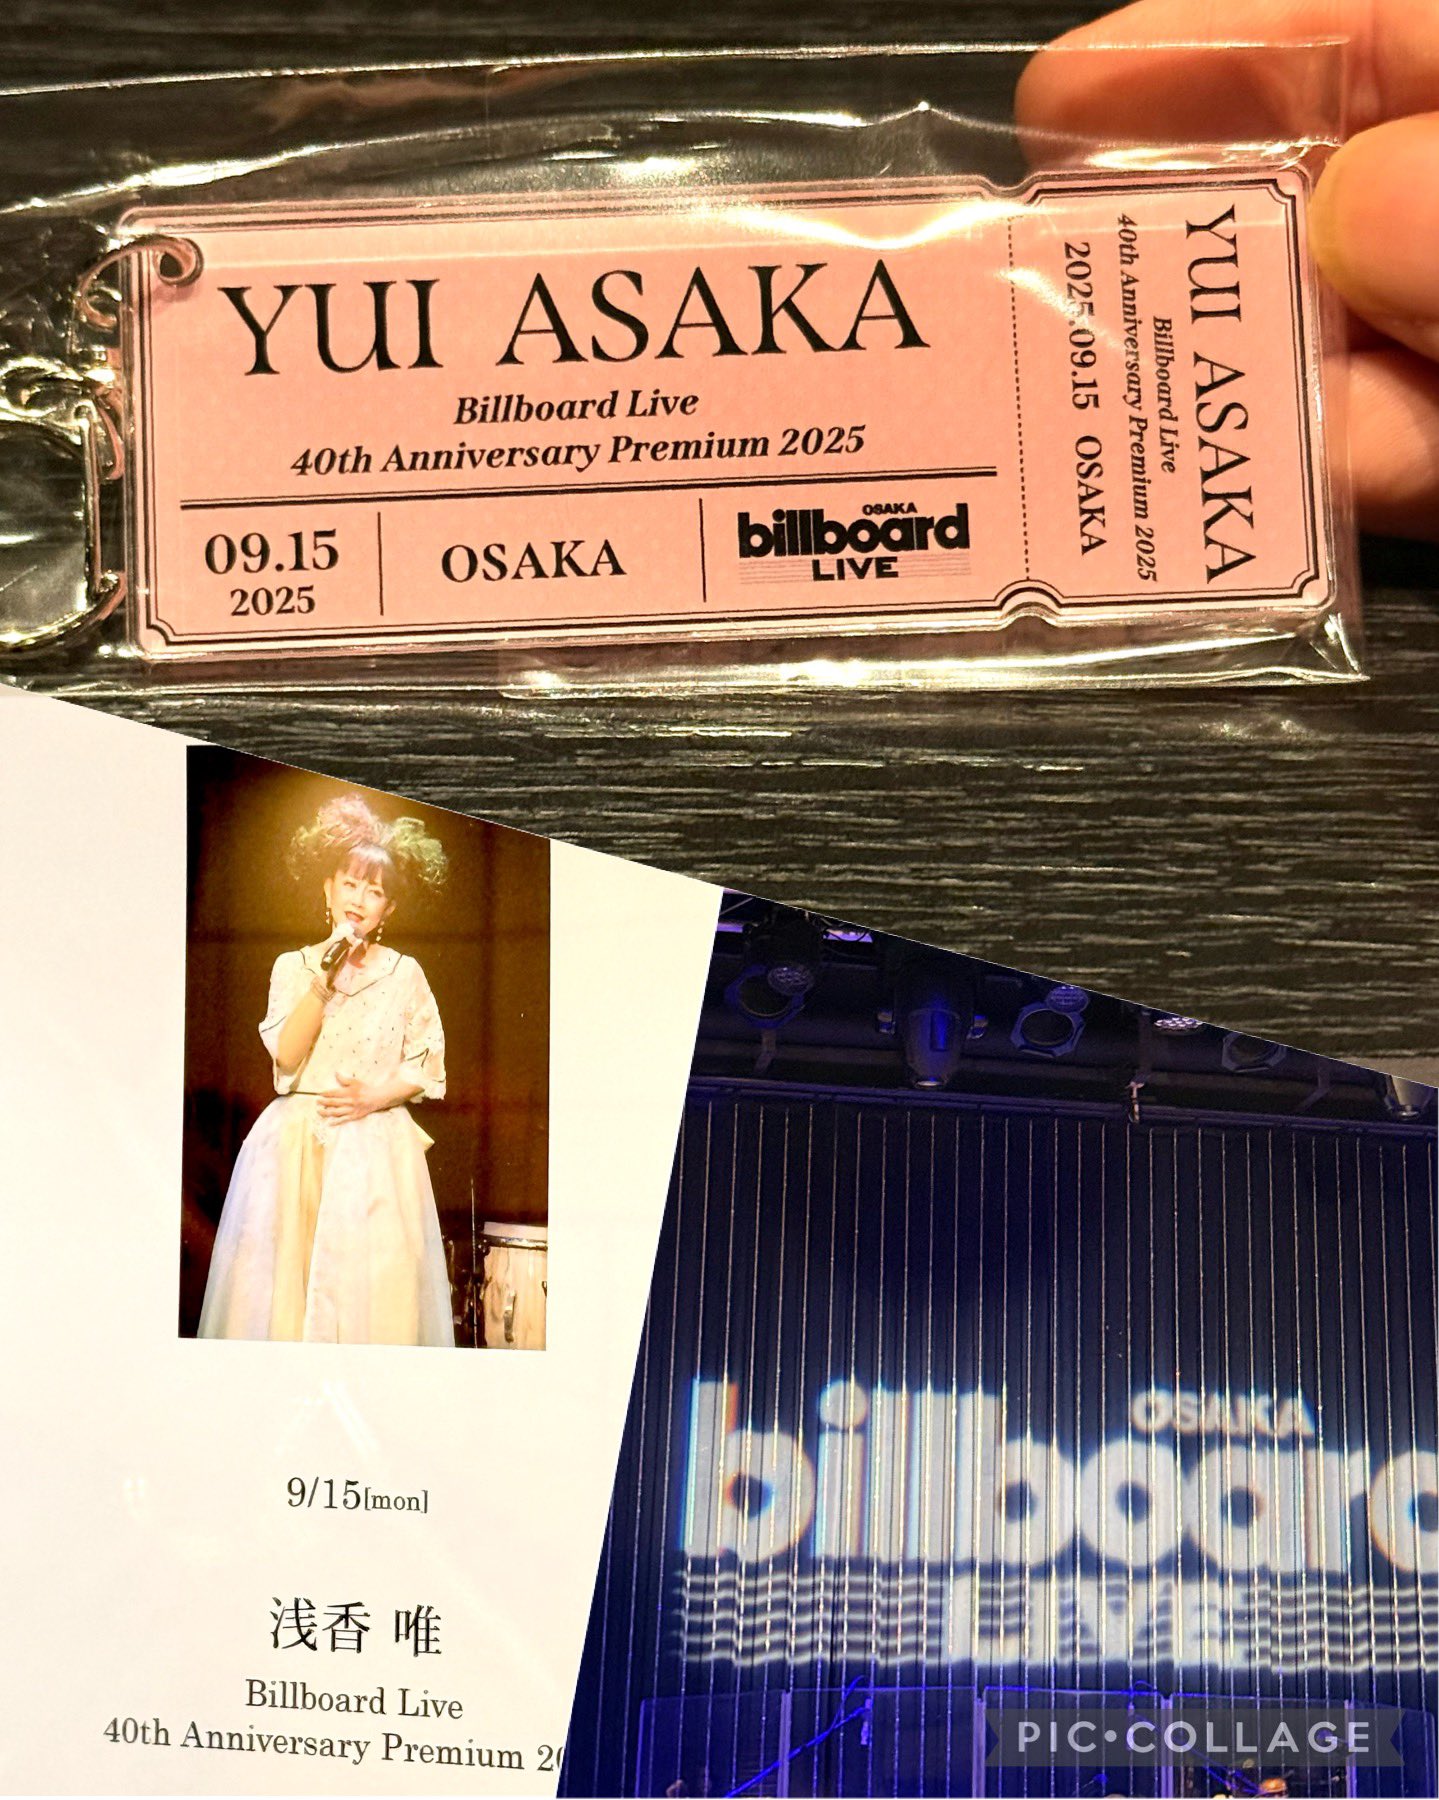 YUI ASAKA
Billboard Live
40th Anniversary Premium 2025
09.15
2025
OSAKA
OSAKA
billboard
LIVE
YUI ASAKA
Billboard Live
40th Anniversary Premium 2025
2025.09.15 OSAKA
9/15[mon]
浅香 唯
Billboard Live
40th Anniversary Premium 20
OSAKA
billboard
LIVE
PIC•COLLAGE